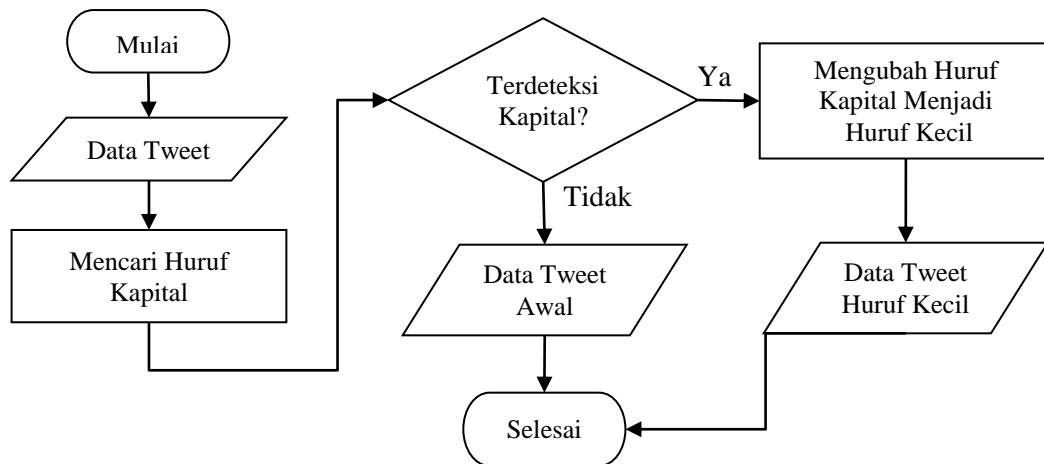 Mulai
Data Tweet
Mencari Huruf
Kapital
Terdeteksi
Kapital?
Ya
Mengubah Huruf
Kapital Menjadi
Huruf Kecil
Tidak
Data Tweet
Awal
Data Tweet
Huruf Kecil
Selesai